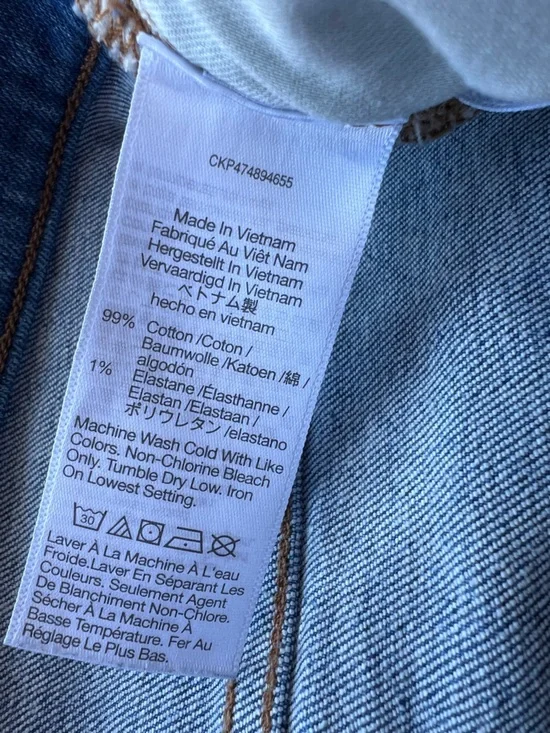 CKP474894655
Made In Vietnam
Fabriqué Au Viêt Nam
Hergestellt In Vietnam
Vervaardigd In Vietnam
ベトナム製
hecho en vietnam
99% Cotton /Coton /
Baumwolle /Katoen /綿 /
algodón
1% Elastane /Élasthanne /
Elastan /Elastaan /
ポリウレタン /elastano
Machine Wash Cold With Like
Colors. Non-Chlorine Bleach
Only. Tumble Dry Low. Iron
On Lowest Setting.
30
Laver À La Machine À L'eau
Froide.Laver En Séparant Les
Couleurs. Seulement Agent
De Blanchiment Non-Chlore.
Sécher À La Machine À
Basse Température. Fer Au
Réglage Le Plus Bas.